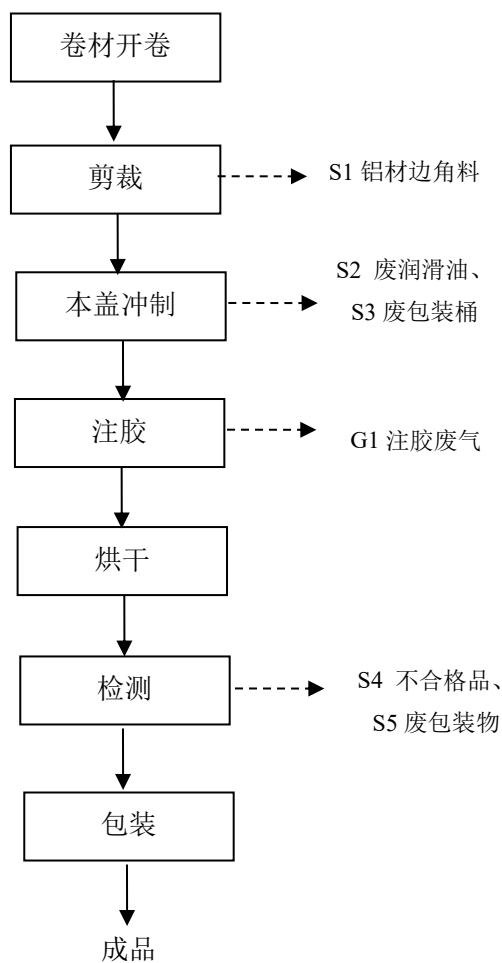 卷材开卷
剪裁
S1 铝材边角料
本盖冲制
S2 废润滑油、
S3 废包装桶
注胶
G1 注胶废气
烘干
检测
S4 不合格品、
S5 废包装物
包装
成品